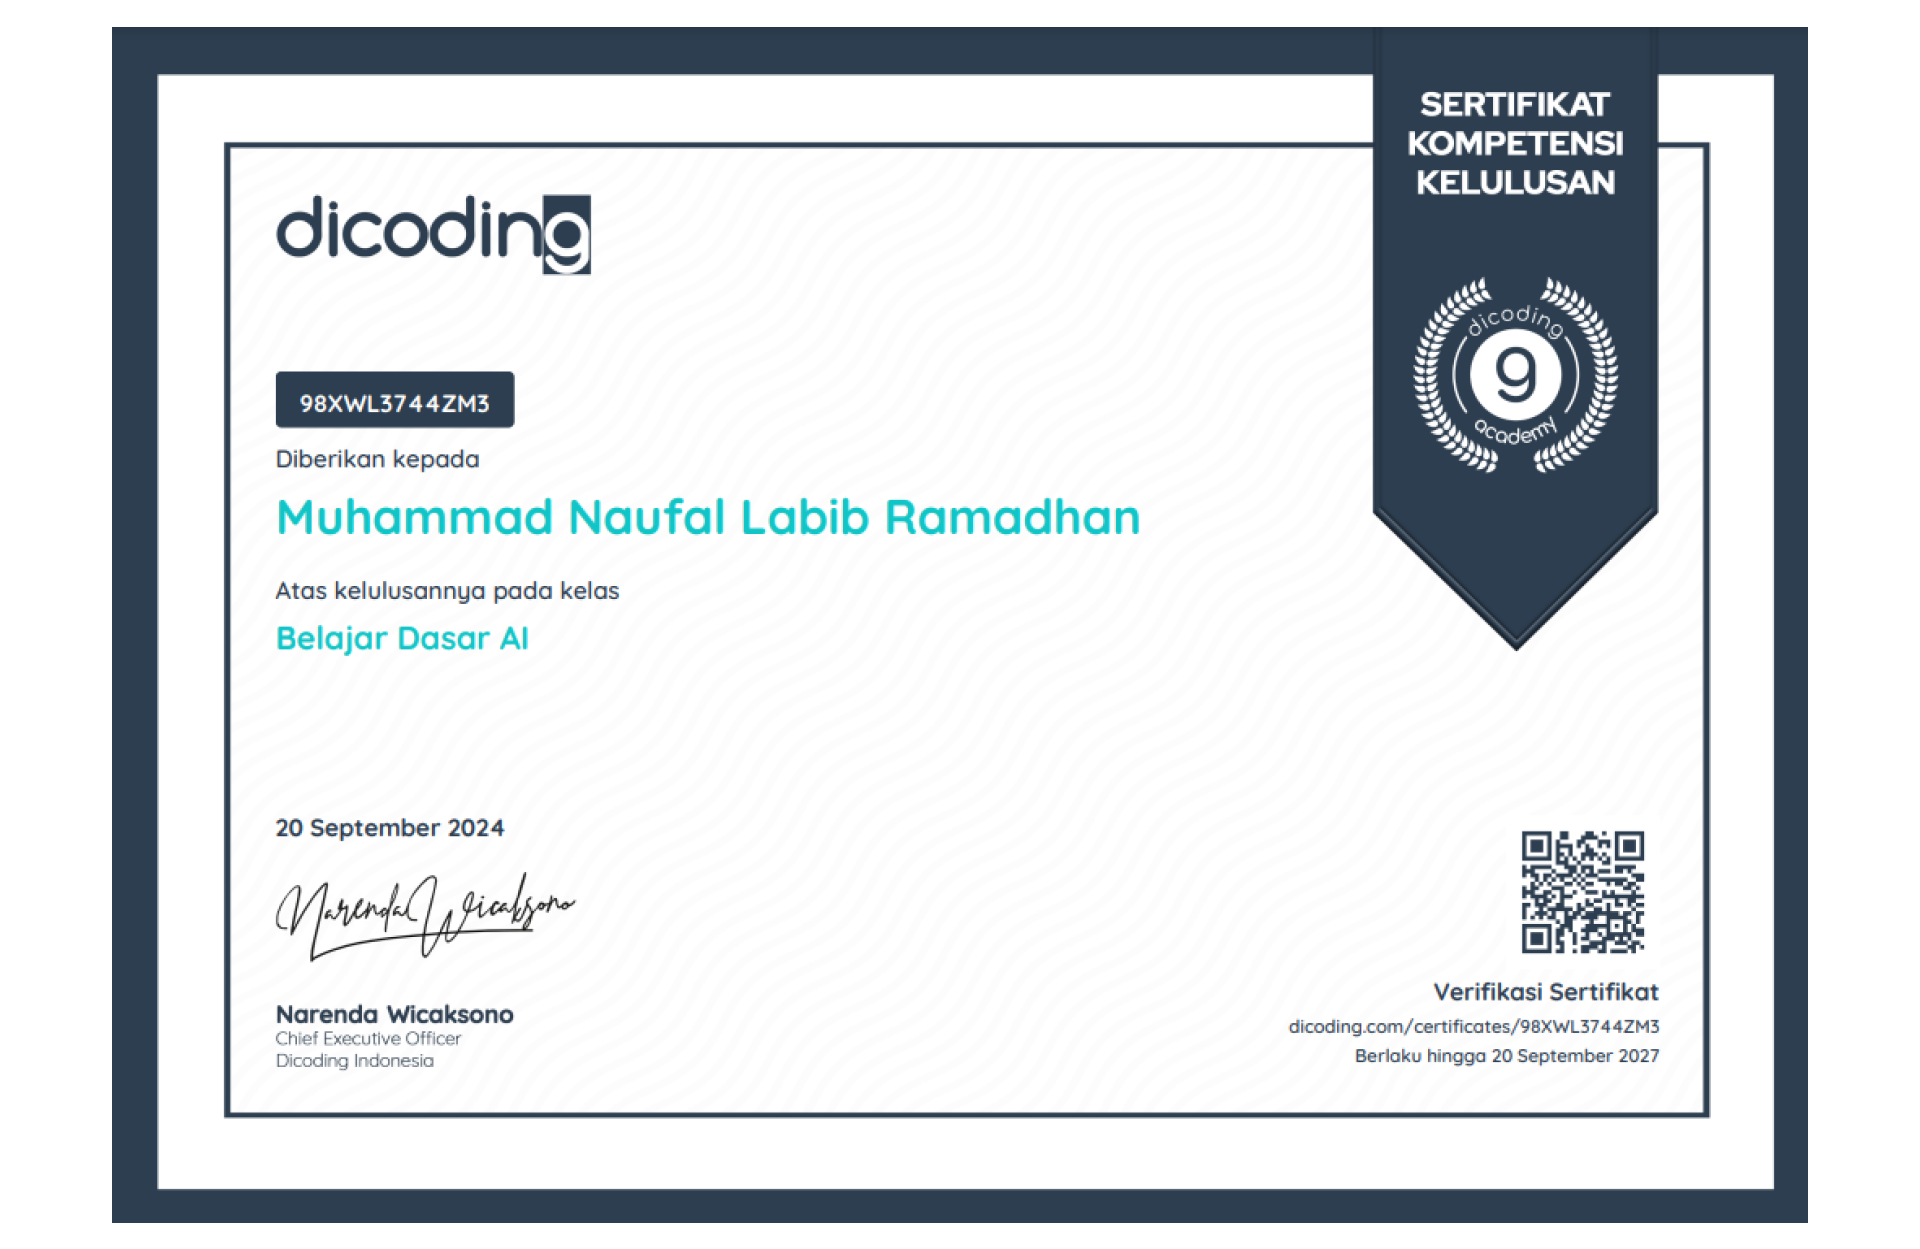 SERTIFIKAT
KOMPETENSI
KELULUSAN
dicoding
dicoding
g
academy
98XWL3744ZM3
Diberikan kepada
Muhammad Naufal Labib Ramadhan
Atas kelulusannya pada kelas
Belajar Dasar AI
20 September 2024
Narenda Wicaksono
Narenda Wicaksono
Chief Executive Officer
Dicoding Indonesia
Verifikasi Sertifikat
dicoding.com/certificates/98XWL3744ZM3
Berlaku hingga 20 September 2027